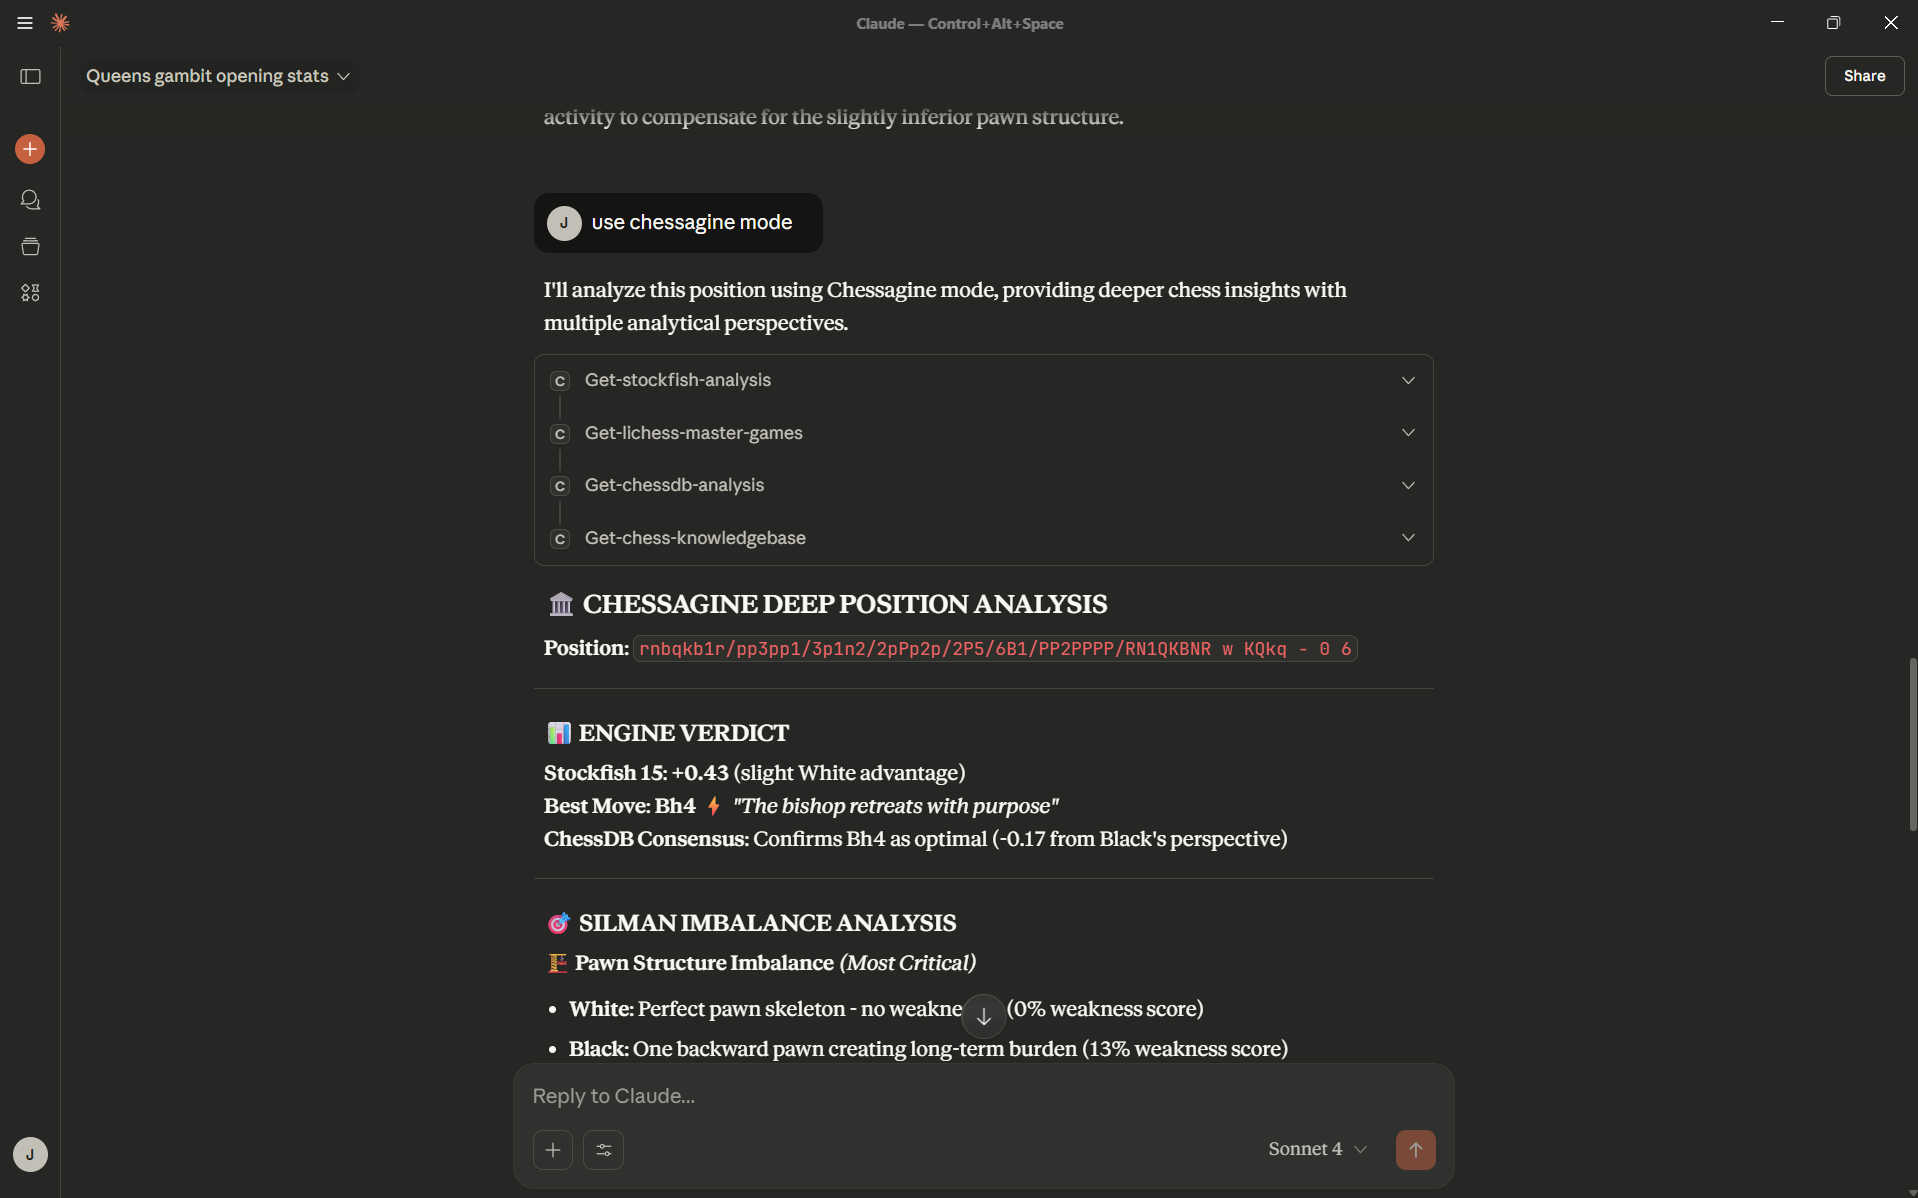 Claude — Control+Alt+Space
Queens gambit opening stats
Share
activity to compensate for the slightly inferior pawn structure.
J use chessagine mode
I'll analyze this position using Chessagine mode, providing deeper chess insights with
multiple analytical perspectives.
C Get-stockfish-analysis
C Get-lichess-master-games
C Get-chessdb-analysis
C Get-chess-knowledgebase
🏛️ CHESSAGINE DEEP POSITION ANALYSIS
Position: rnbqkb1r/pp3pp1/3p1n2/2pPp2p/2P5/6B1/PP2PPPP/RN1QKBNR w KQkq - 0 6
📊 ENGINE VERDICT
Stockfish 15: +0.43 (slight White advantage)
Best Move: Bh4 ⚡ "The bishop retreats with purpose"
ChessDB Consensus: Confirms Bh4 as optimal (-0.17 from Black's perspective)
🎯 SILMAN IMBALANCE ANALYSIS
🏗️ Pawn Structure Imbalance (Most Critical)
• White: Perfect pawn skeleton - no weakne (0% weakness score)
• Black: One backward pawn creating long-term burden (13% weakness score)
Reply to Claude...
Sonnet 4
J